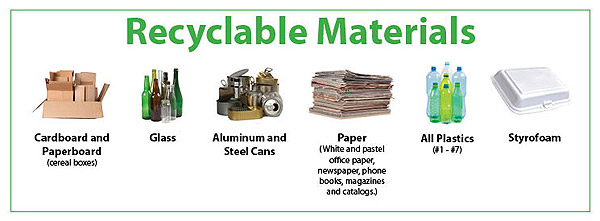 Recyclable Materials
Cardboard and
Paperboard
(cereal boxes)
Glass
Aluminum and
Steel Cans
Paper
(White and pastel
office paper,
newspaper, phone
books, magazines
and catalogs.)
All Plastics
(#1 - #7)
Styrofoam